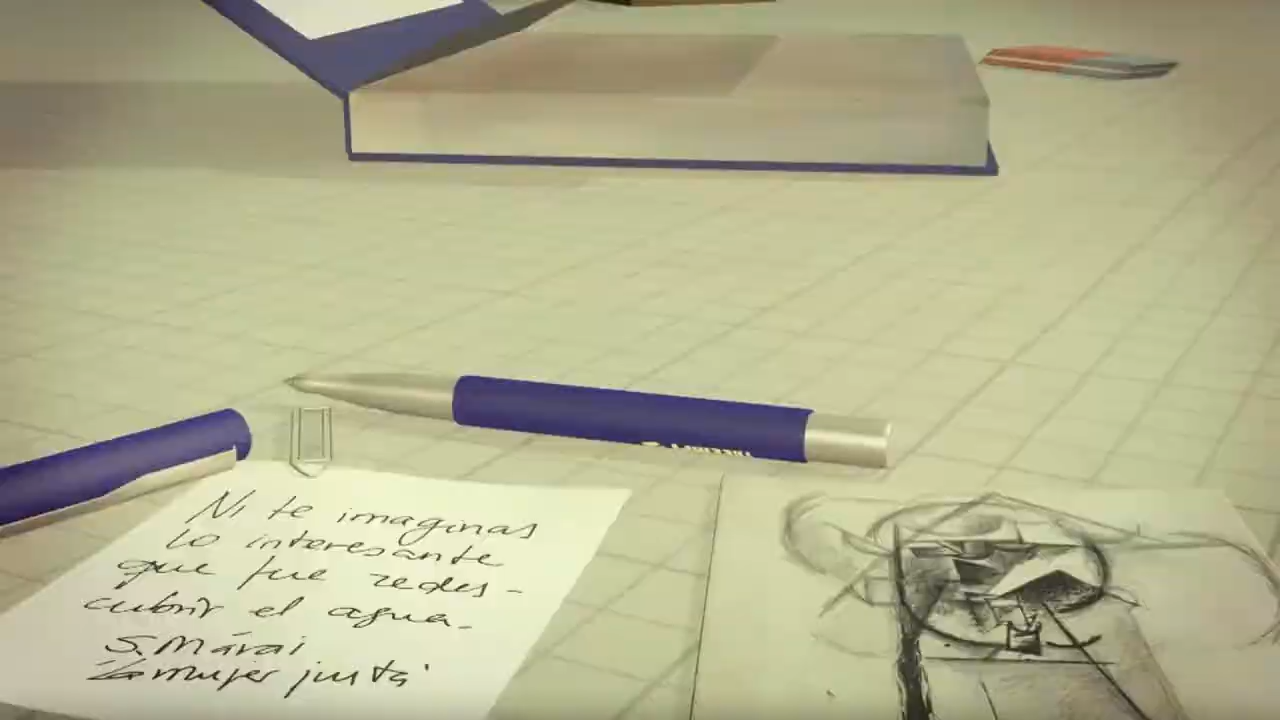 Ni te imaginas
lo interesante
que fue redes-
cubrir el agua.
S. Márai
"La mujer justa"